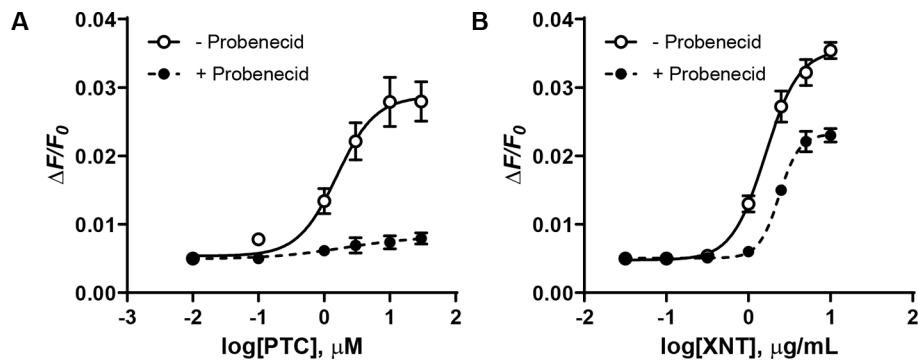 A
0.04
0.03
0.02
0.01
0.00
ΔF/F0
- Probenecid
+ Probenecid
-3 -2 -1 0 1 2
log[PTC], μM
B
0.04
0.03
0.02
0.01
0.00
ΔF/F0
- Probenecid
+ Probenecid
-2 -1 0 1 2
log[XNT], μg/mL